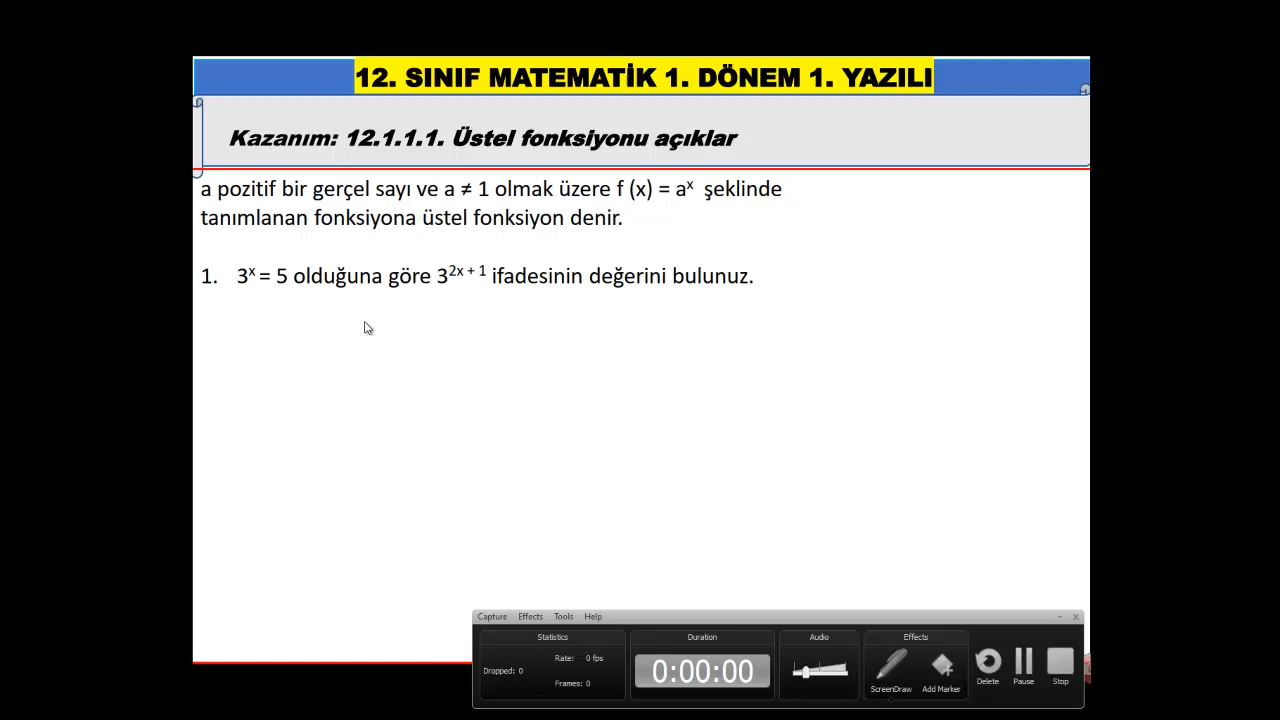 12. SINIF MATEMATİK 1. DÖNEM 1. YAZILI
Kazanım: 12.1.1.1. Üstel fonksiyonu açıklar
a pozitif bir gerçel sayı ve a ≠ 1 olmak üzere f (x) = aˣ şeklinde
tanımlanan fonksiyona üstel fonksiyon denir.
1. 3ˣ = 5 olduğuna göre 3²ˣ ⁺ ¹ ifadesinin değerini bulunuz.
Capture Effects Tools Help
Statistics Duration Audio Effects
Rate: 0 fps
Dropped: 0
Frames: 0
0:00:00
ScreenDraw Add Marker Delete Pause Stop